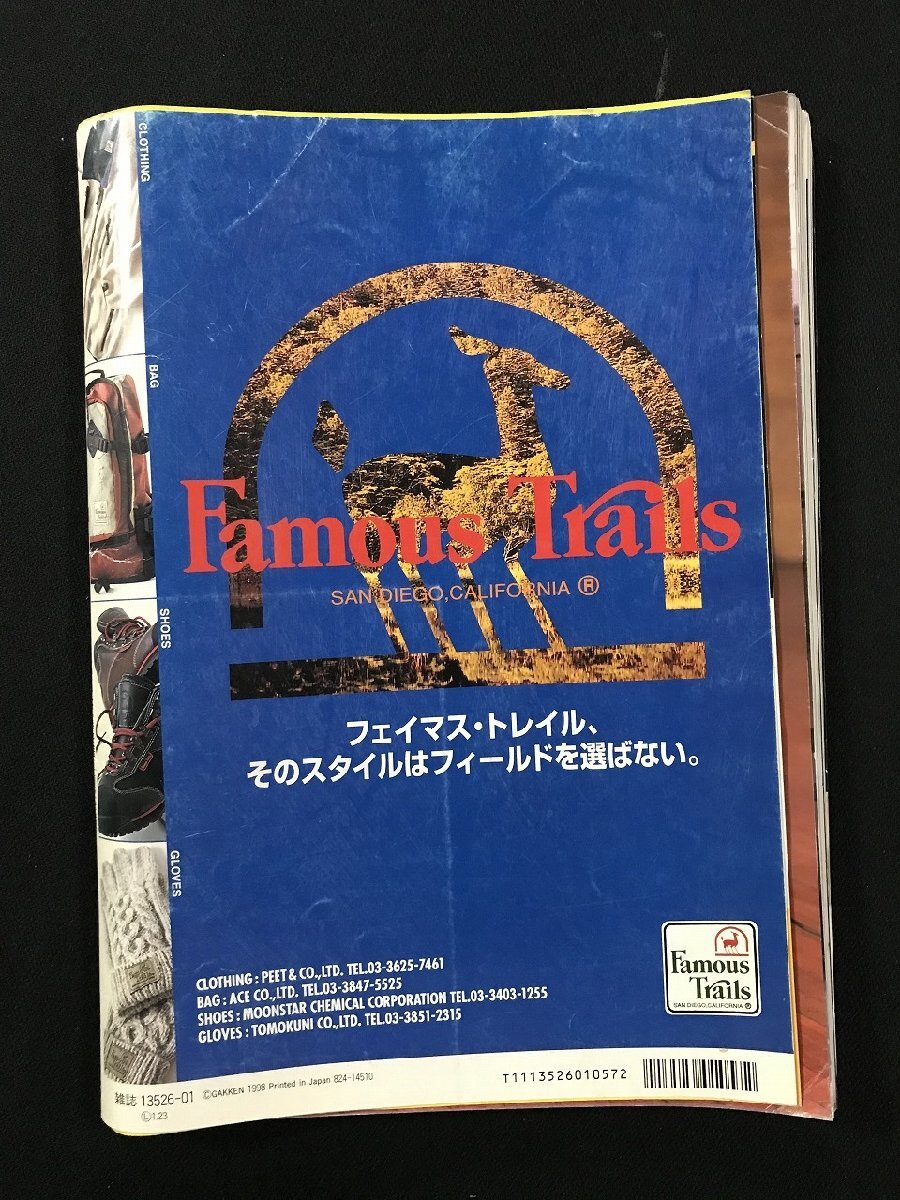 CLOTHING
BAG
SHOES
GLOVES
Famous Trails
SAN DIEGO, CALIFORNIA ®
フェイマス・トレイル、
そのスタイルはフィールドを選ばない。
CLOTHING : PEET & CO.,LTD. TEL.03-3625-7461
BAG : ACE CO.,LTD. TEL.03-3847-5525
SHOES : MOONSTAR CHEMICAL CORPORATION TEL.03-3403-1255
GLOVES : TOMOKUNI CO.,LTD. TEL.03-3851-2315
Famous
Trails
SAN DIEGO, CALIFORNIA ®
雑誌 13526-01 ©GAKKEN 1998 Printed in Japan 824-14510
Ⓛ1.23
T1113526010572